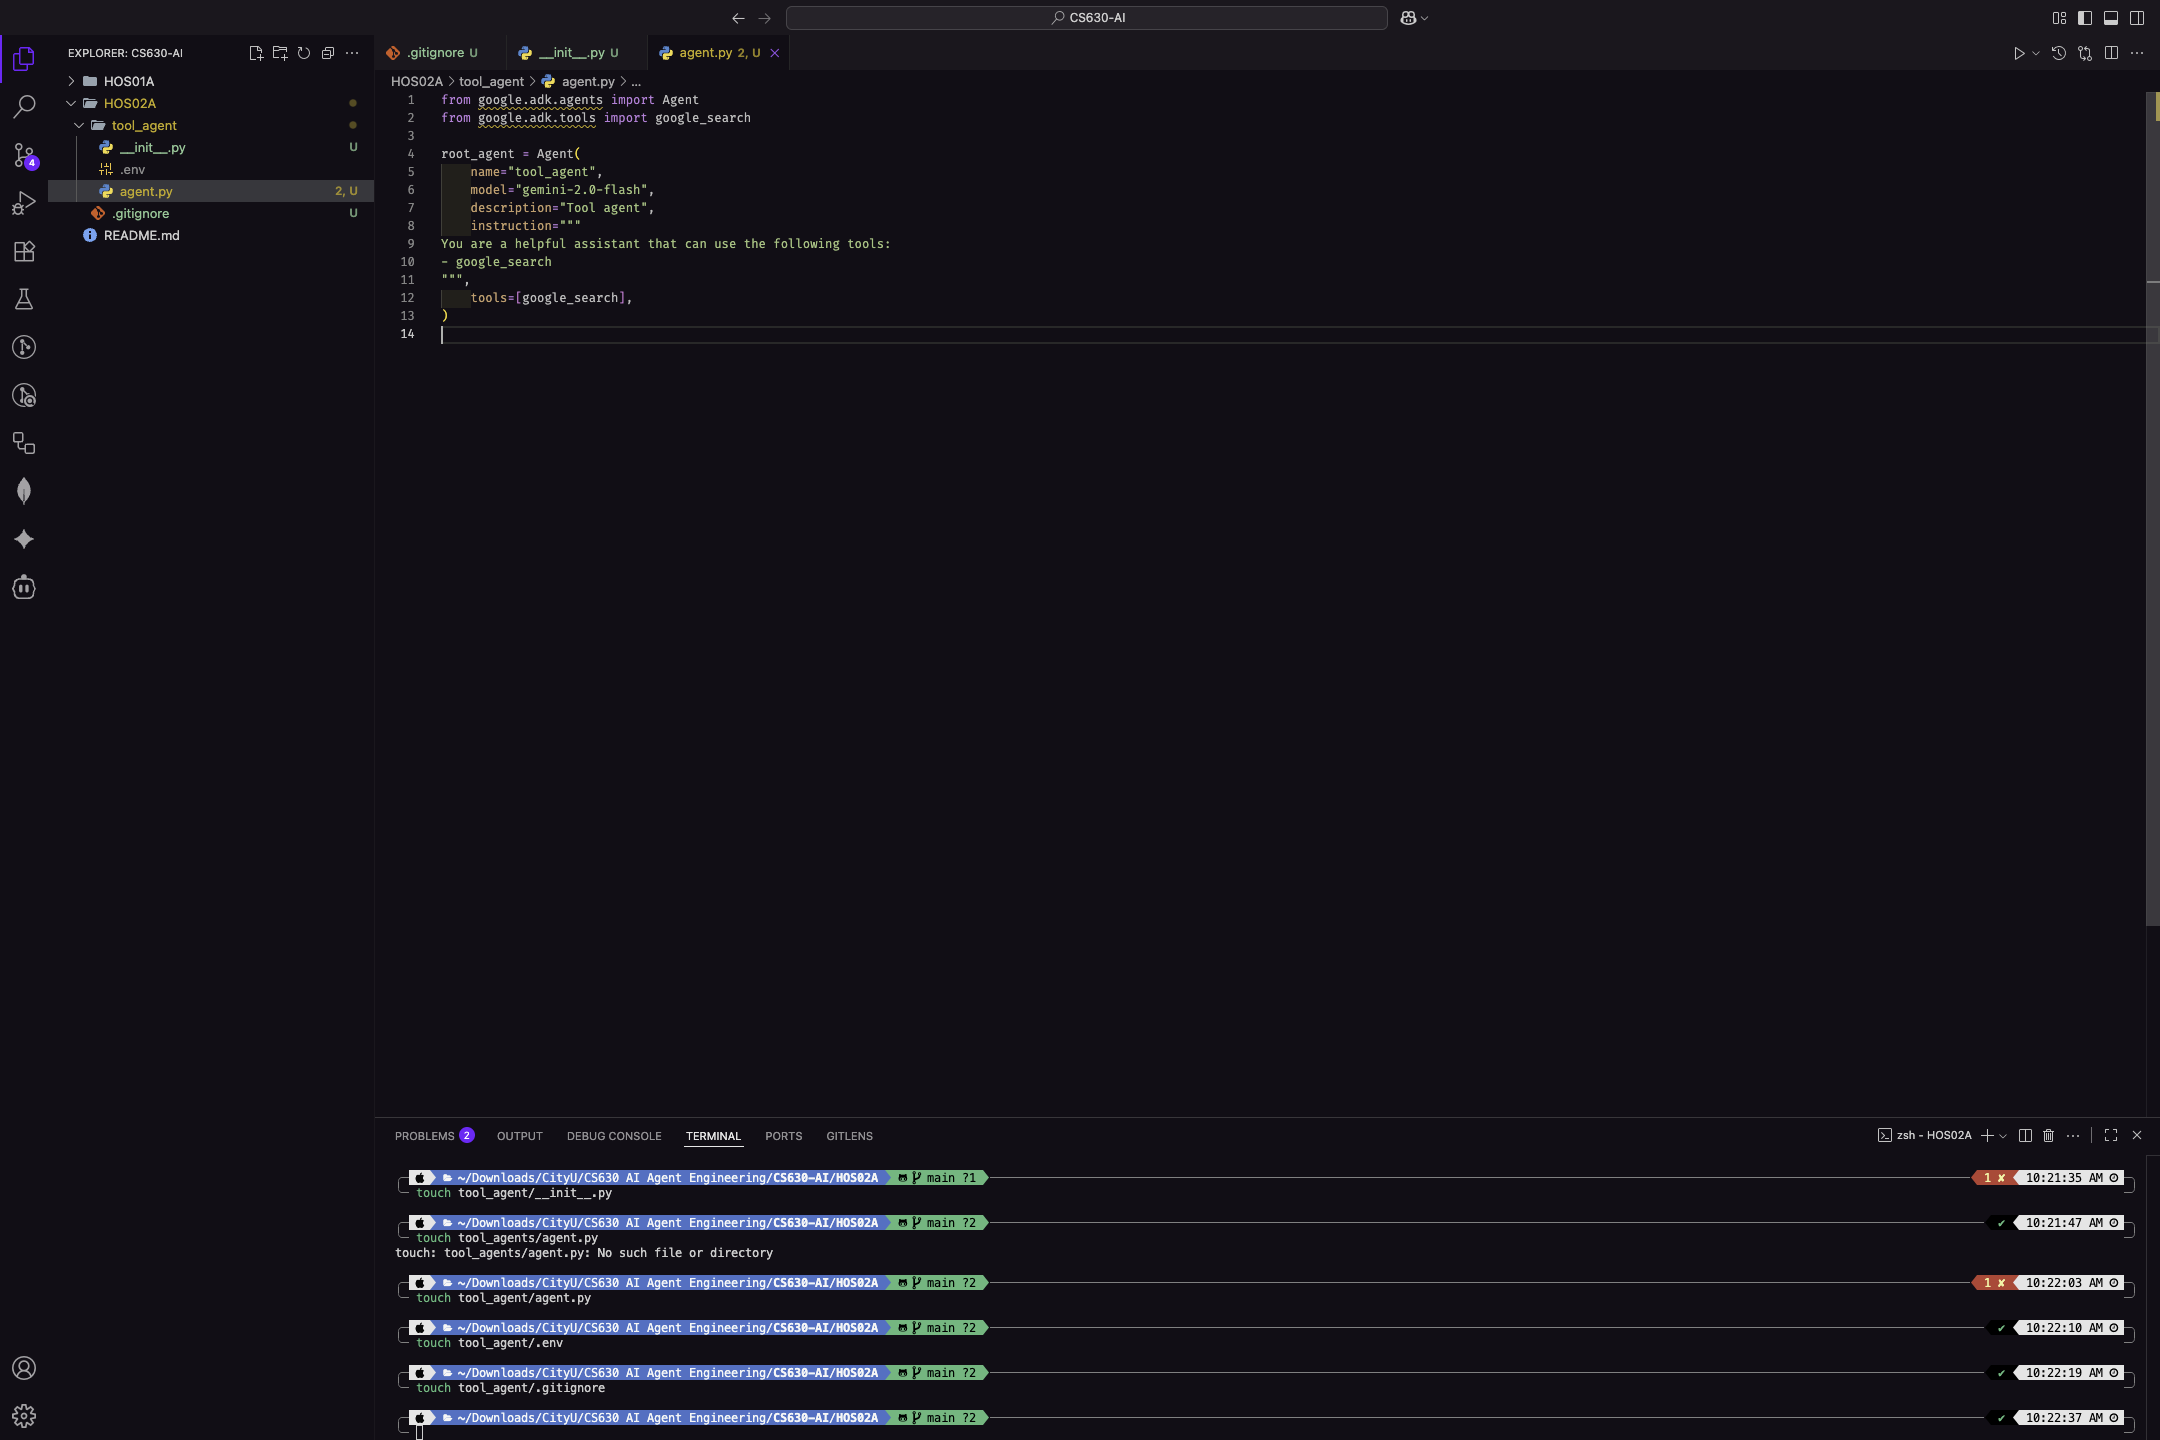 CS630-AI
EXPLORER: CS630-AI
HOS01A
HOS02A
tool_agent
__init__.py U
.env
agent.py 2, U
.gitignore U
README.md
4
.gitignore U
__init__.py U
agent.py 2, U
HOS02A > tool_agent > agent.py > ...
1 from google.adk.agents import Agent
2 from google.adk.tools import google_search
3
4 root_agent = Agent(
5 name="tool_agent",
6 model="gemini-2.0-flash",
7 description="Tool agent",
8 instruction="""
9 You are a helpful assistant that can use the following tools:
10 - google_search
11 """,
12 tools=[google_search],
13 )
14
PROBLEMS 2 OUTPUT DEBUG CONSOLE TERMINAL PORTS GITLENS
zsh - HOS02A
~/Downloads/CityU/CS630 AI Agent Engineering/CS630-AI/HOS02A main ?1 1 ✘ 10:21:35 AM
touch tool_agent/__init__.py
~/Downloads/CityU/CS630 AI Agent Engineering/CS630-AI/HOS02A main ?2 ✔ 10:21:47 AM
touch tool_agents/agent.py
touch: tool_agents/agent.py: No such file or directory
~/Downloads/CityU/CS630 AI Agent Engineering/CS630-AI/HOS02A main ?2 1 ✘ 10:22:03 AM
touch tool_agent/agent.py
~/Downloads/CityU/CS630 AI Agent Engineering/CS630-AI/HOS02A main ?2 ✔ 10:22:10 AM
touch tool_agent/.env
~/Downloads/CityU/CS630 AI Agent Engineering/CS630-AI/HOS02A main ?2 ✔ 10:22:19 AM
touch tool_agent/.gitignore
~/Downloads/CityU/CS630 AI Agent Engineering/CS630-AI/HOS02A main ?2 ✔ 10:22:37 AM